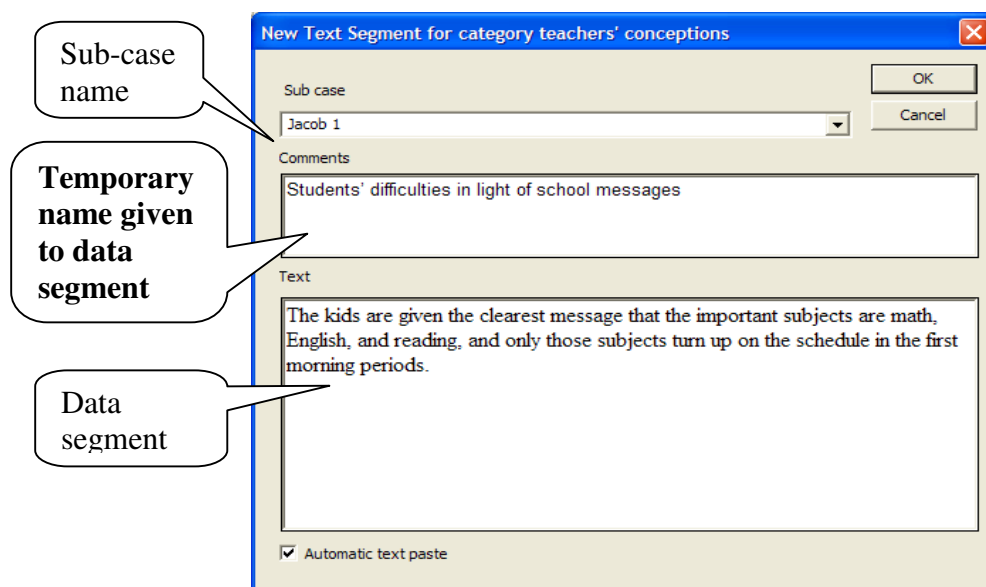 Sub-case
name
Temporary
name given
to data
segment
Data
segment
New Text Segment for category teachers' conceptions
OK
Sub case
Cancel
Jacob 1
Comments
Students' difficulties in light of school messages
Text
The kids are given the clearest message that the important subjects are math,
English, and reading, and only those subjects turn up on the schedule in the first
morning periods.
Automatic text paste